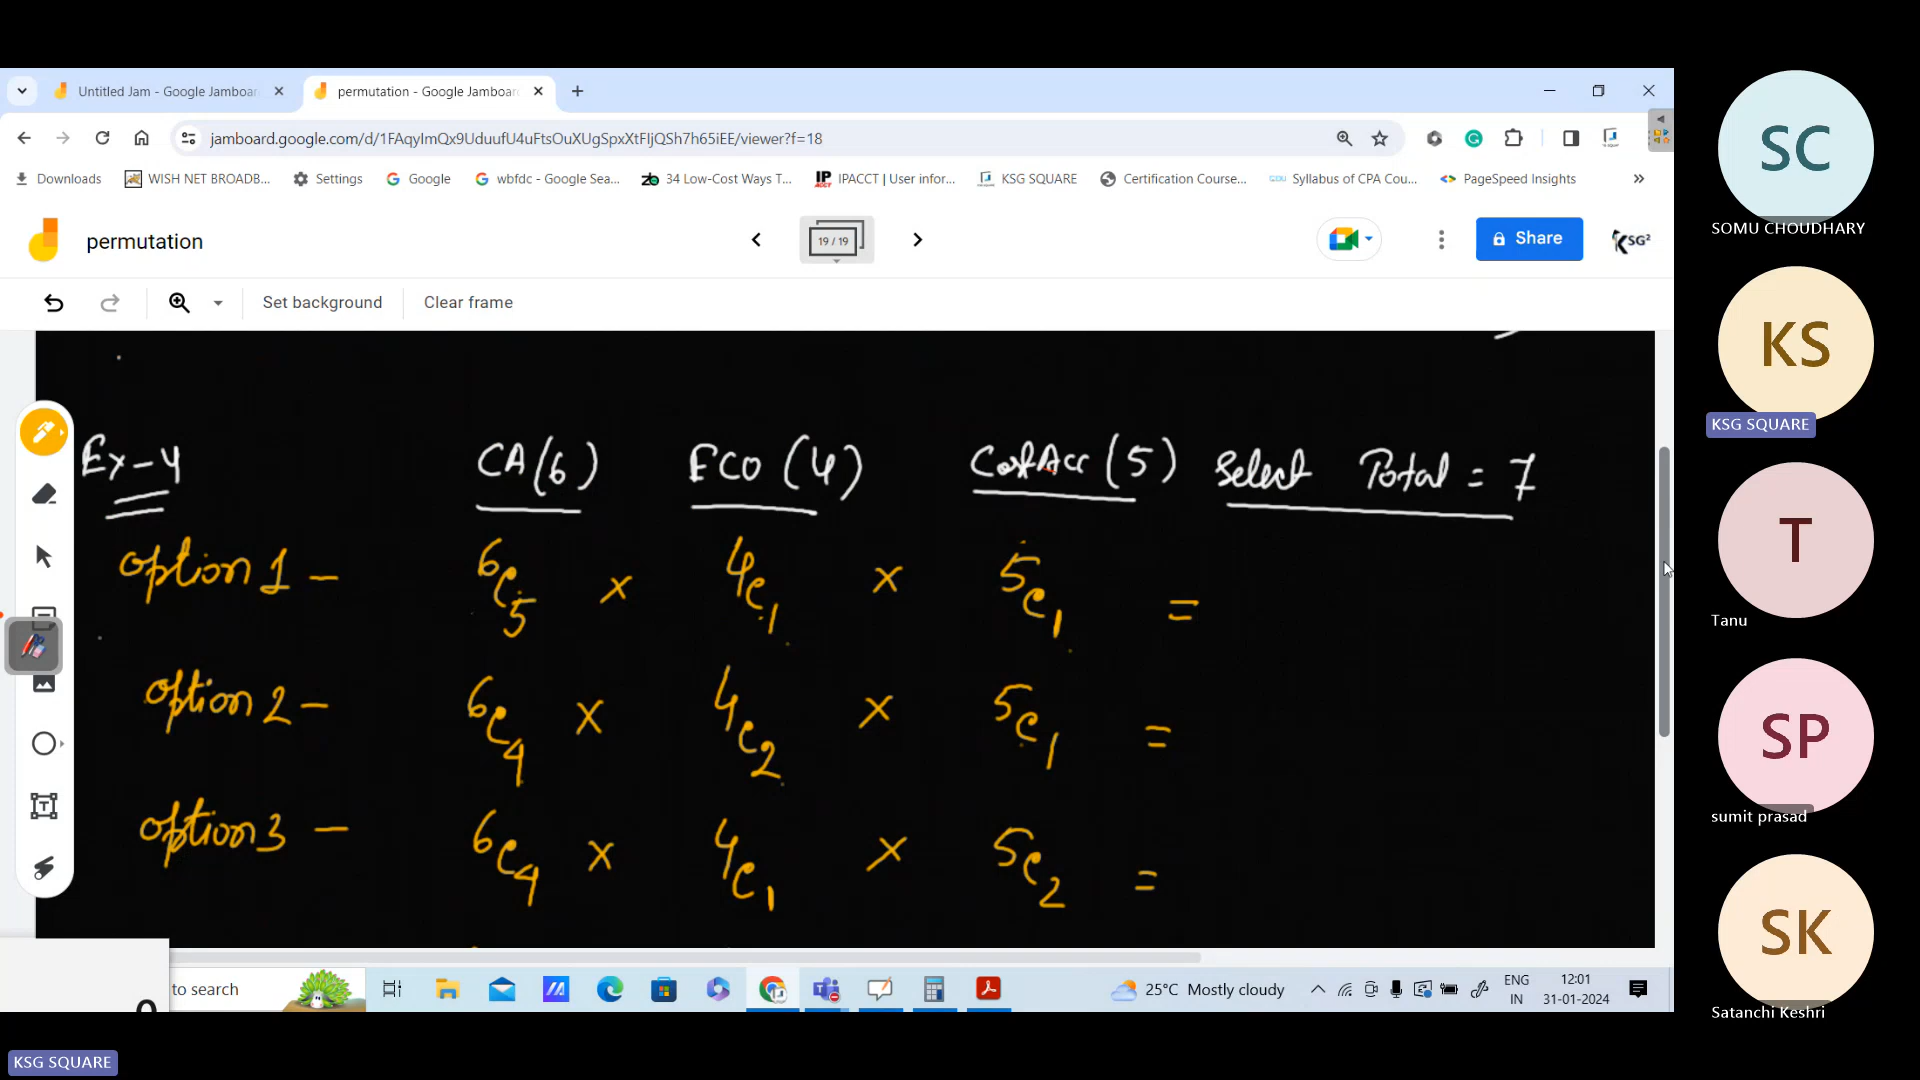 Untitled Jam - Google Jamboar
permutation - Google Jamboar
jamboard.google.com/d/1FAqyImQx9UduufU4uFtsOuXUgSpxXtFIjQSh7h65iEE/viewer?f=18
Downloads
WISH NET BROADB...
Settings
Google
wbfdc - Google Sea...
34 Low-Cost Ways T...
IPACCT | User infor...
KSG SQUARE
Certification Course...
Syllabus of CPA Cou...
PageSpeed Insights
permutation
19 / 19
Share
KSG²
Set background
Clear frame
Ex-4 CA(6) ECO (4) CostAcc (5) Select Total = 7
option 1 - 6c5 x 4c1 x 5c1 =
option 2 - 6c4 x 4c2 x 5c1 =
option 3 - 6c4 x 4c1 x 5c2 =
to search
25°C Mostly cloudy
ENG
IN
12:01
31-01-2024
KSG SQUARE
SC
SOMU CHOUDHARY
KS
KSG SQUARE
T
Tanu
SP
sumit prasad
SK
Satanchi Keshri